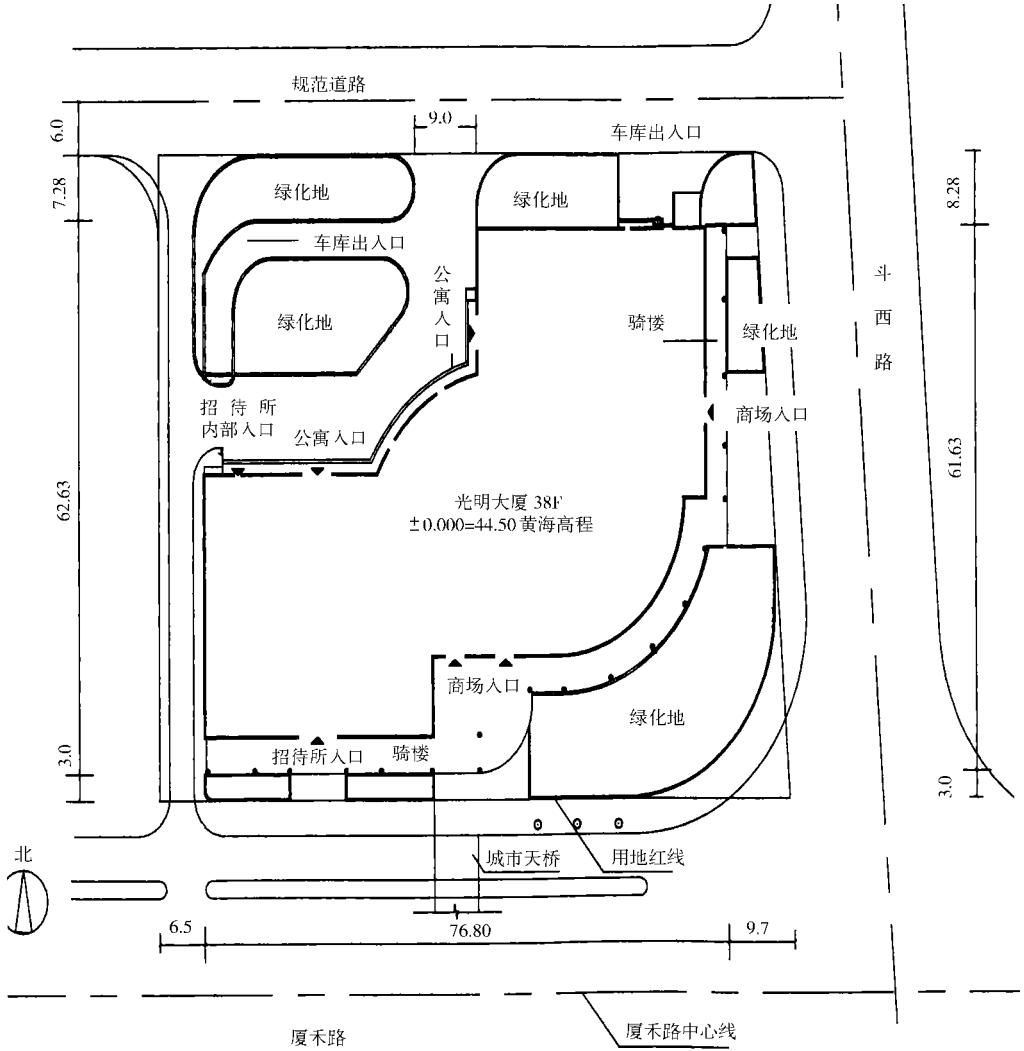 规范道路
9.0
车库出入口
6.0
7.28
8.28
绿化地
绿化地
车库出入口
公寓入口
绿化地
骑楼
绿化地
斗西路
招待所
内部入口
公寓入口
商场入口
62.63
61.63
光明大厦 38F
±0.000=44.50 黄海高程
商场入口
绿化地
招待所入口
骑楼
3.0
3.0
北
城市天桥
用地红线
6.5
76.80
9.7
厦禾路
厦禾路中心线